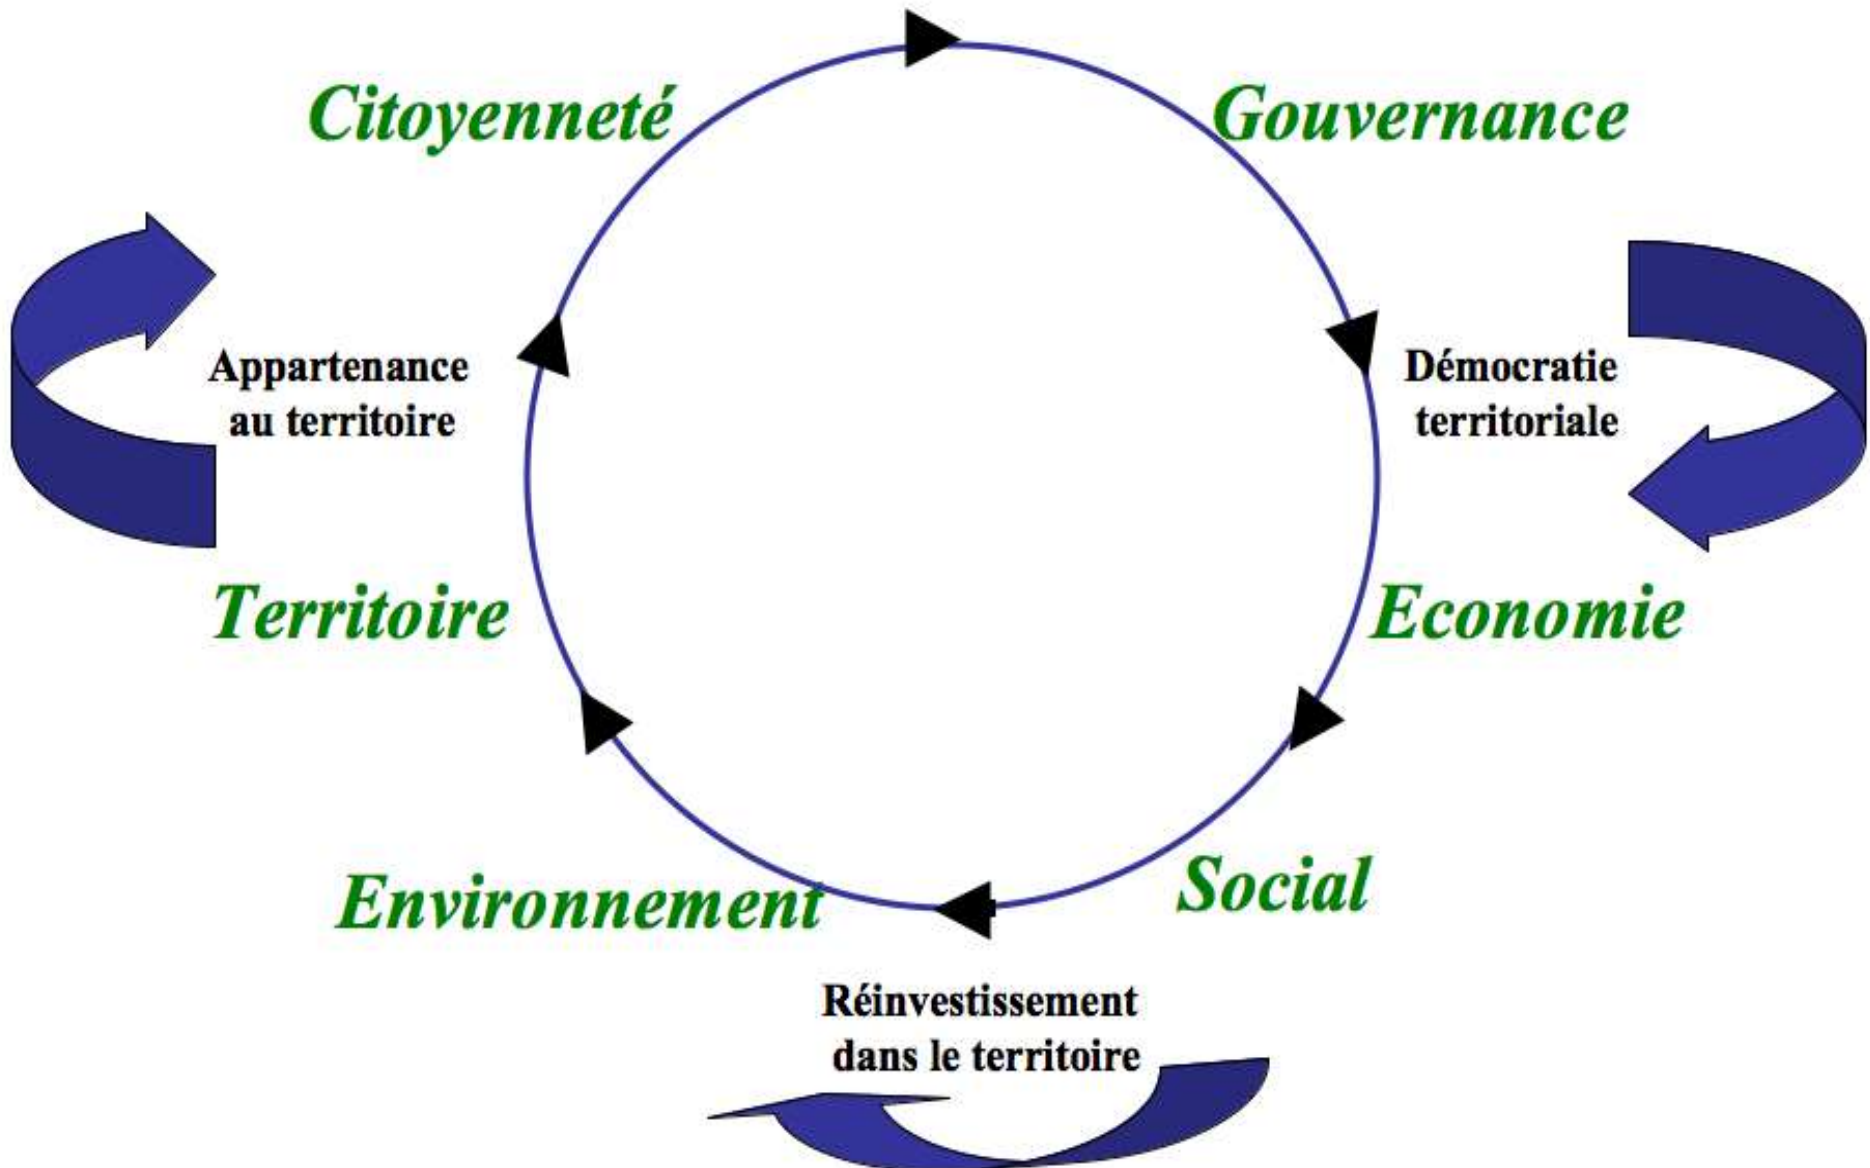 Citoyenneté
Gouvernance
Appartenance
au territoire
Démocratie
territoriale
Territoire
Economie
Environnement
Social
Réinvestissement
dans le territoire